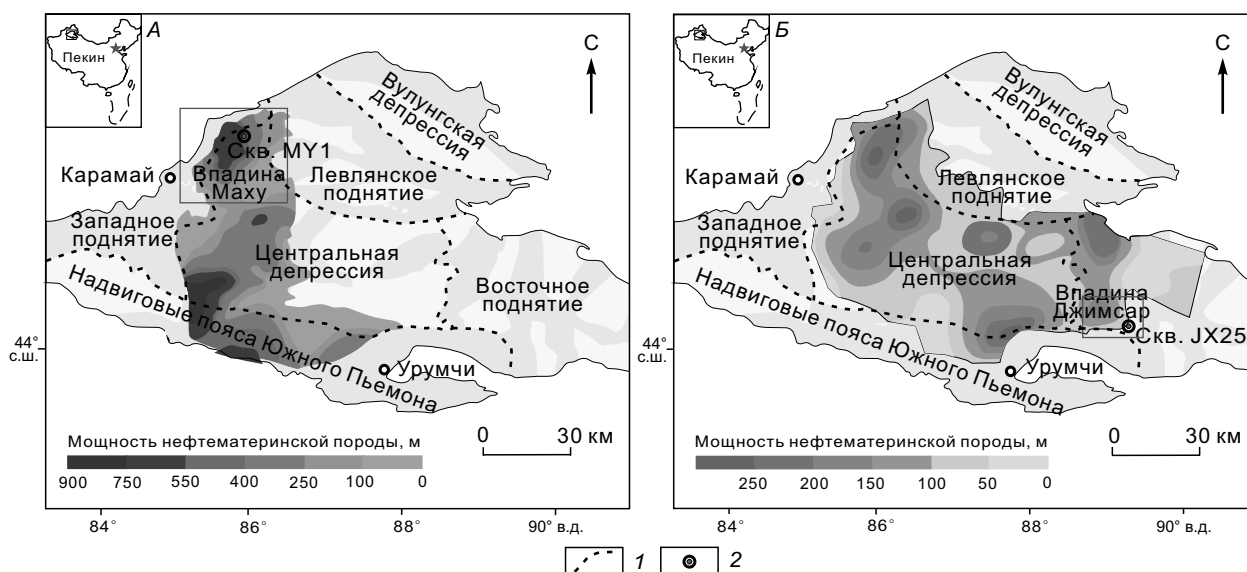 А
Пекин
С
Вулунгская
депрессия
Скв. MY1
Карамай
Впадина
Маху
Левлянское
поднятие
Западное
поднятие
Центральная
депрессия
Восточное
поднятие
Надвиговые пояса Южного Пьемона
44°
с.ш.
Урумчи
Мощность нефтематеринской породы, м
900 750 550 400 250 100 0
0 30 км
84° 86° 88° 90° в.д.
Б
Пекин
С
Вулунгская
депрессия
Карамай
Левлянское
поднятие
Западное
поднятие
Центральная
депрессия
Впадина
Джимсар
Скв. JX25
Надвиговые пояса Южного Пьемона
44°
с.ш.
Урумчи
Мощность нефтематеринской породы, м
250 200 150 100 50 0
0 30 км
84° 86° 88° 90° в.д.
1 2